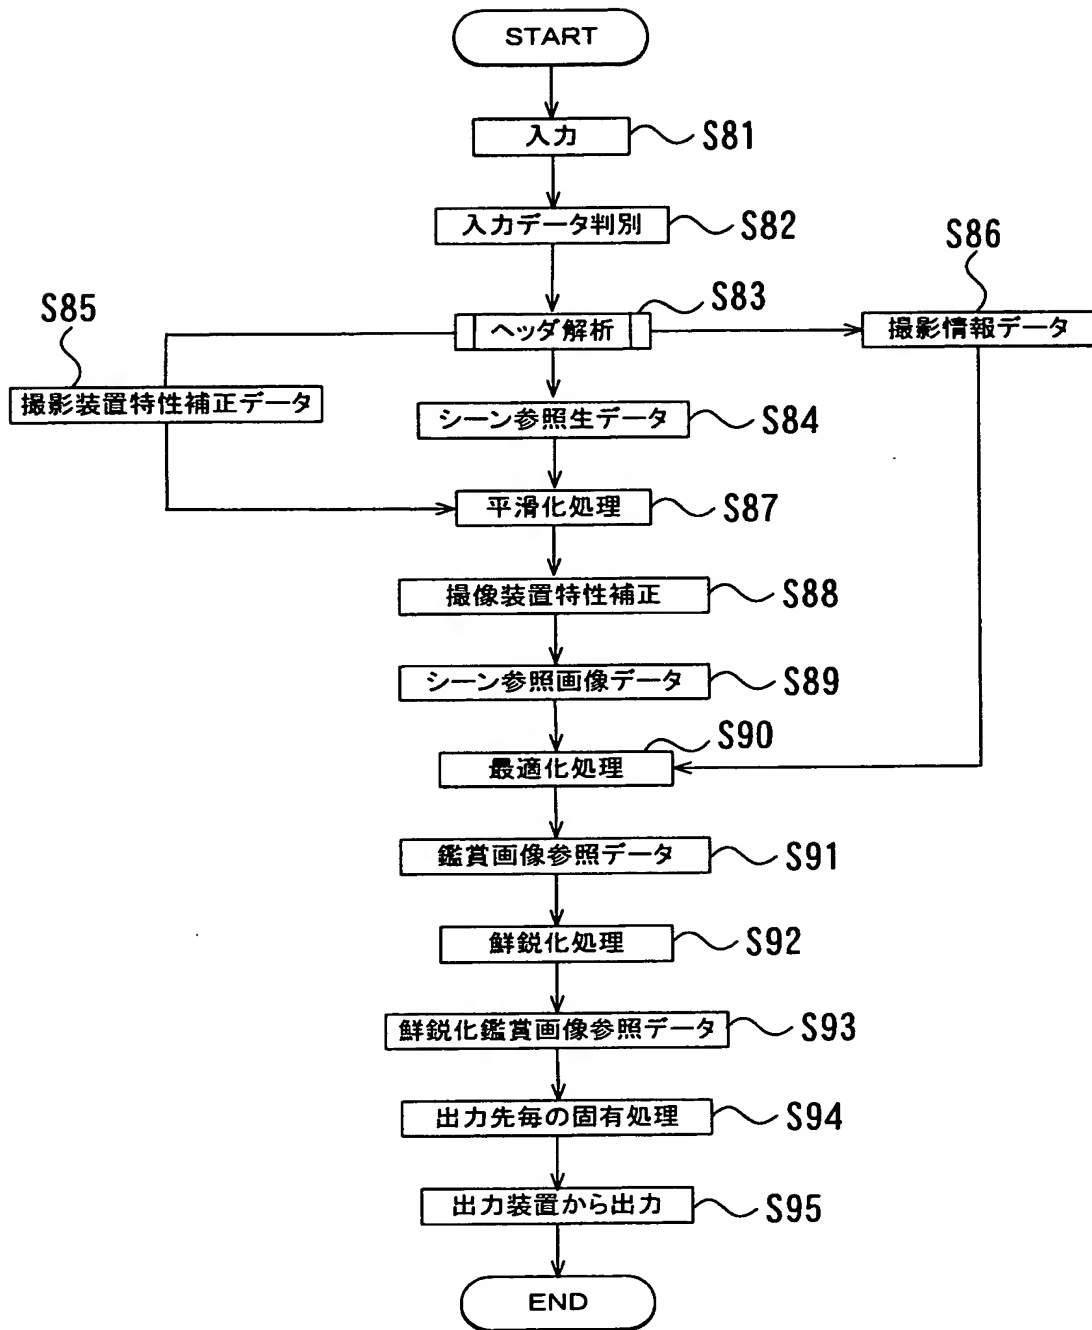 START
入力
S81
入力データ判別
S82
S86
S85
S83
ヘッダ解析
撮影情報データ
撮影装置特性補正データ
シーン参照生データ
S84
平滑化処理
S87
撮像装置特性補正
S88
シーン参照画像データ
S89
S90
最適化処理
鑑賞画像参照データ
S91
鮮鋭化処理
S92
鮮鋭化鑑賞画像参照データ
S93
出力先毎の固有処理
S94
出力装置から出力
S95
END